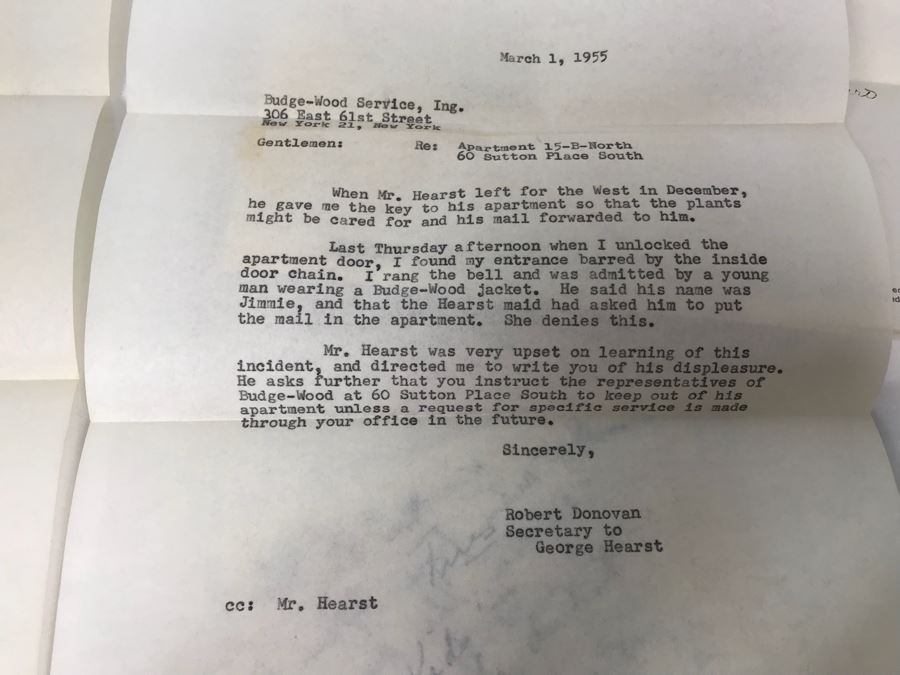 March 1, 1955
Budge-Wood Service, Ing.
306 East 61st Street
New York 21, New York
Gentlemen: Re: Apartment 15-B-North
60 Sutton Place South
When Mr. Hearst left for the West in December,
he gave me the key to his apartment so that the plants
might be cared for and his mail forwarded to him.
Last Thursday afternoon when I unlocked the
apartment door, I found my entrance barred by the inside
door chain. I rang the bell and was admitted by a young
man wearing a Budge-Wood jacket. He said his name was
Jimmie, and that the Hearst maid had asked him to put
the mail in the apartment. She denies this.
Mr. Hearst was very upset on learning of this
incident, and directed me to write you of his displeasure.
He asks further that you instruct the representatives of
Budge-Wood at 60 Sutton Place South to keep out of his
apartment unless a request for specific service is made
through your office in the future.
Sincerely,
Robert Donovan
Secretary to
George Hearst
cc: Mr. Hearst